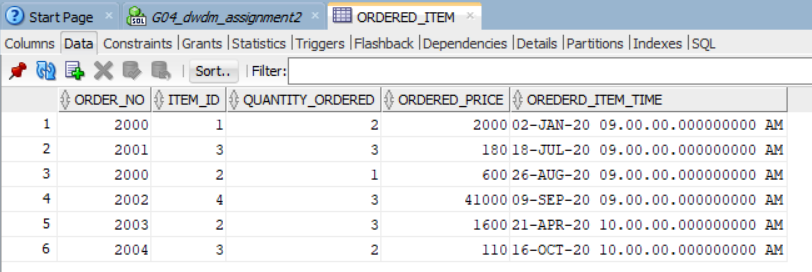 Start Page G04_dwdm_assignment2 ORDERED_ITEM
Columns Data Constraints Grants Statistics Triggers Flashback Dependencies Details Partitions Indexes SQL
Sort.. Filter:
ORDER_NO ITEM_ID QUANTITY_ORDERED ORDERED_PRICE OREDERD_ITEM_TIME
1 2000 1 2 2000 02-JAN-20 09.00.00.000000000 AM
2 2001 3 3 180 18-JUL-20 09.00.00.000000000 AM
3 2000 2 1 600 26-AUG-20 09.00.00.000000000 AM
4 2002 4 3 41000 09-SEP-20 09.00.00.000000000 AM
5 2003 2 3 1600 21-APR-20 10.00.00.000000000 AM
6 2004 3 2 110 16-OCT-20 10.00.00.000000000 AM